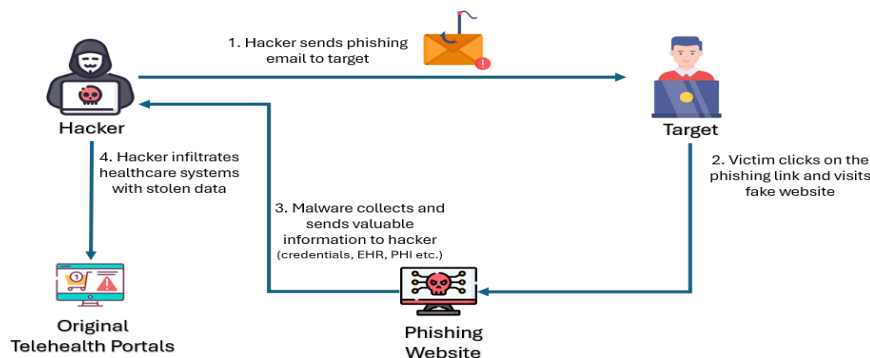 1. Hacker sends phishing
email to target
Hacker
Target
4. Hacker infiltrates
healthcare systems
with stolen data
2. Victim clicks on the
phishing link and visits
fake website
3. Malware collects and
sends valuable
information to hacker
(credentials, EHR, PHI etc.)
Original
Telehealth Portals
Phishing
Website